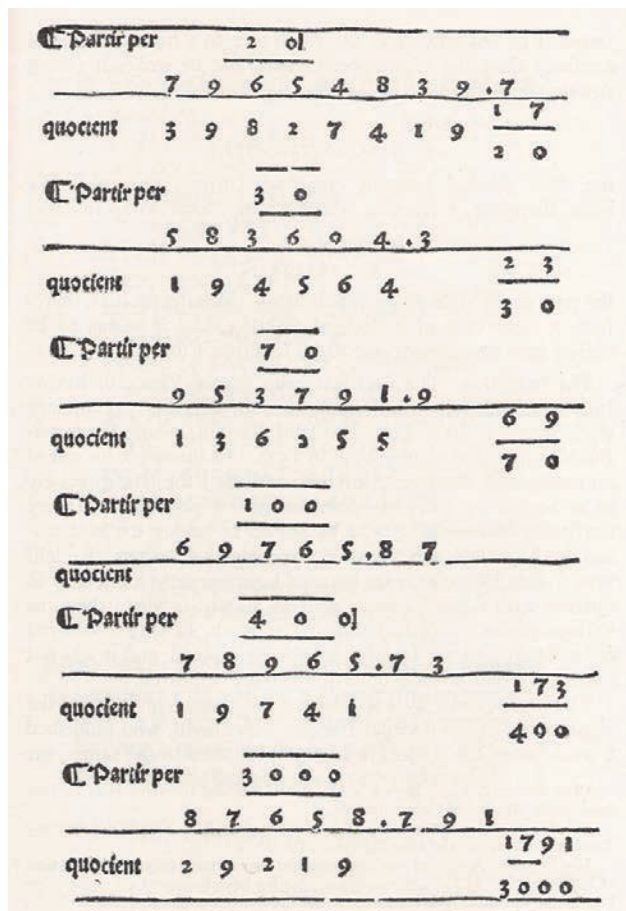 ¶ Partir per 2 0|
7 9 6 5 4 8 3 9 . 7
quocient 3 9 8 2 7 4 1 9 1 7
2 0
¶ Partir per 3 0
5 8 3 6 9 4 . 3
quocient 1 9 4 5 6 4 2 3
3 0
¶ Partir per 7 0
9 5 3 7 9 1 . 9
quocient 1 3 6 2 5 5 6 9
7 0
¶ Partir per 1 0 0
6 9 7 6 5 . 8 7
quocient
¶ Partir per 4 0 0|
7 8 9 6 5 . 7 3
quocient 1 9 7 4 1 1 7 3
4 0 0
¶ Partir per 3 0 0 0
8 7 6 5 8 . 7 9 1
quocient 2 9 2 1 9 1 7 9 1
3 0 0 0